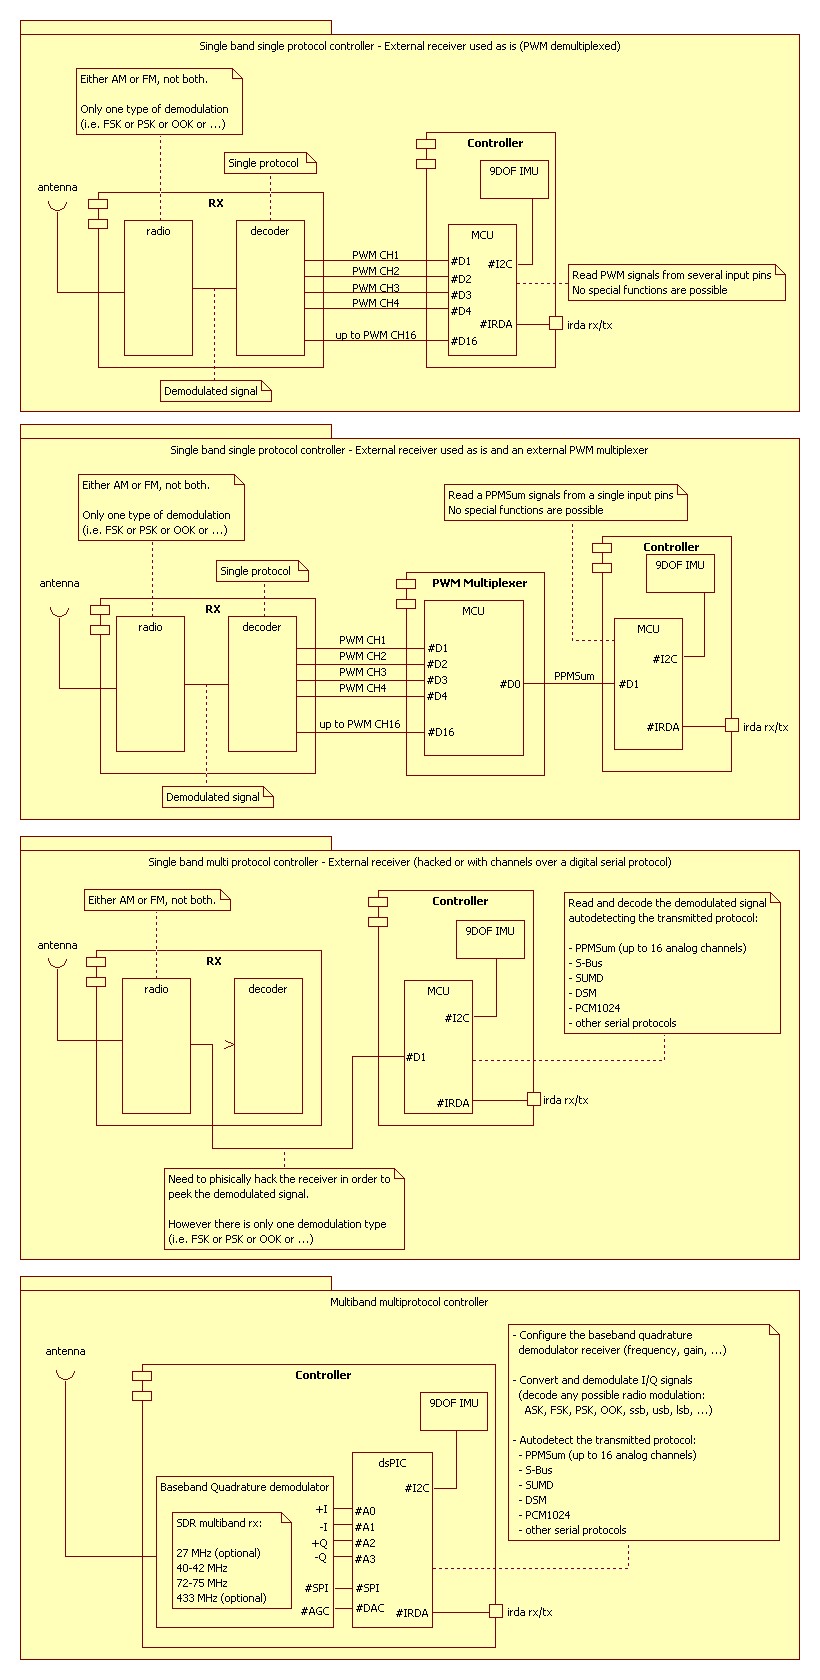 Single band single protocol controller - External receiver used as is (PWM demultiplexed)
Either AM or FM, not both.
Only one type of demodulation
(i.e. FSK or PSK or OOK or ...)
Single protocol
Controller
9DOF IMU
antenna
RX
radio
decoder
MCU
PWM CH1
#D1
#I2C
PWM CH2
#D2
PWM CH3
#D3
PWM CH4
#D4
Read PWM signals from several input pins
No special functions are possible
#IRDA
irda rx/tx
up to PWM CH16
#D16
Demodulated signal
Single band single protocol controller - External receiver used as is and an external PWM multiplexer
Either AM or FM, not both.
Only one type of demodulation
(i.e. FSK or PSK or OOK or ...)
Read a PPMSum signals from a single input pins
No special functions are possible
Single protocol
Controller
9DOF IMU
antenna
PWM Multiplexer
RX
MCU
radio
decoder
MCU
PWM CH1
#D1
PWM CH2
#D2
#I2C
PWM CH3
#D3
#D0
PPMSum
#D1
PWM CH4
#D4
up to PWM CH16
#D16
#IRDA
irda rx/tx
Demodulated signal
Single band multi protocol controller - External receiver (hacked or with channels over a digital serial protocol)
Either AM or FM, not both.
Controller
9DOF IMU
Read and decode the demodulated signal
autodetecting the transmitted protocol:
- PPMSum (up to 16 analog channels)
- S-Bus
- SUMD
- DSM
- PCM1024
- other serial protocols
antenna
RX
radio
decoder
MCU
#I2C
#D1
#IRDA
irda rx/tx
Need to phisically hack the receiver in order to
peek the demodulated signal.
However there is only one demodulation type
(i.e. FSK or PSK or OOK or ...)
Multiband multiprotocol controller
- Configure the baseband quadrature
demodulator receiver (frequency, gain, ...)
- Convert and demodulate I/Q signals
(decode any possible radio modulation:
ASK, FSK, PSK, OOK, ssb, usb, lsb, ...)
- Autodetect the transmitted protocol:
- PPMSum (up to 16 analog channels)
- S-Bus
- SUMD
- DSM
- PCM1024
- other serial protocols
antenna
Controller
9DOF IMU
dsPIC
#I2C
Baseband Quadrature demodulator
SDR multiband rx:
27 MHz (optional)
40-42 MHz
72-75 MHz
433 MHz (optional)
+I
#A0
-I
#A1
+Q
#A2
-Q
#A3
#SPI
#SPI
#AGC
#DAC
#IRDA
irda rx/tx